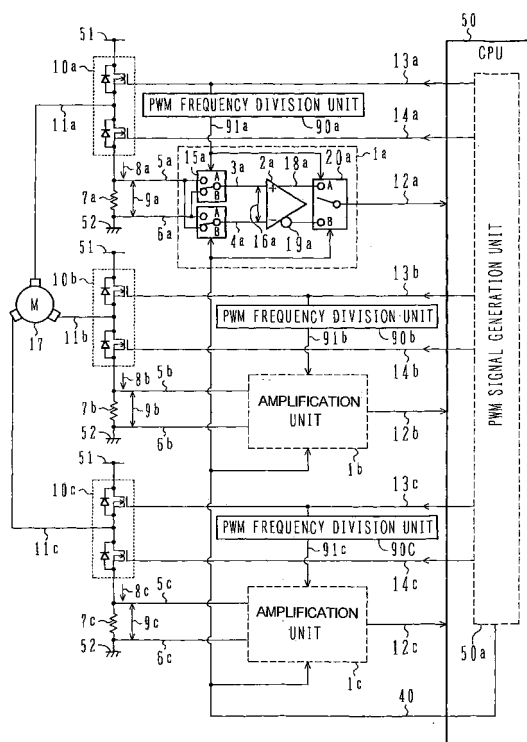 50
CPU
51
10a
13a
PWM FREQUENCY DIVISION UNIT
11a
91a
90a
14a
15a
3a
2a
18a
20a
1a
8a
5a
A
B
+
A
12a
7a
9a
A
B
−
B
52
6a
4a
16a
19a
51
10b
13b
PWM FREQUENCY DIVISION UNIT
M
17
11b
91b
90b
14b
8b
5b
7b
9b
AMPLIFICATION
UNIT
52
6b
12b
1b
51
10c
13c
PWM FREQUENCY DIVISION UNIT
11c
91c
90C
14c
8c
5c
7c
9c
AMPLIFICATION
UNIT
52
6c
12c
1c
40
50a
PWM SIGNAL GENERATION UNIT